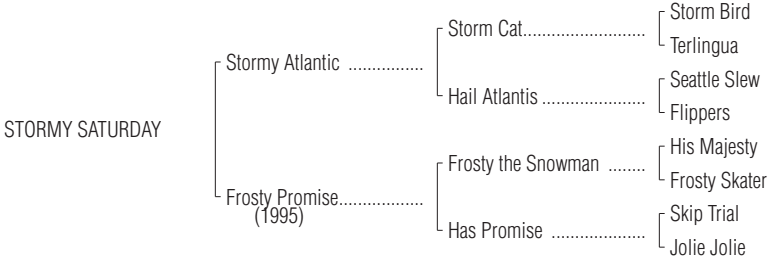 Storm Bird
Storm Cat..........................
Terlingua
Stormy Atlantic ................
Seattle Slew
Hail Atlantis ......................
Flippers
STORMY SATURDAY
His Majesty
Frosty the Snowman ........
Frosty Skater
Frosty Promise..................
(1995)
Skip Trial
Has Promise ....................
Jolie Jolie